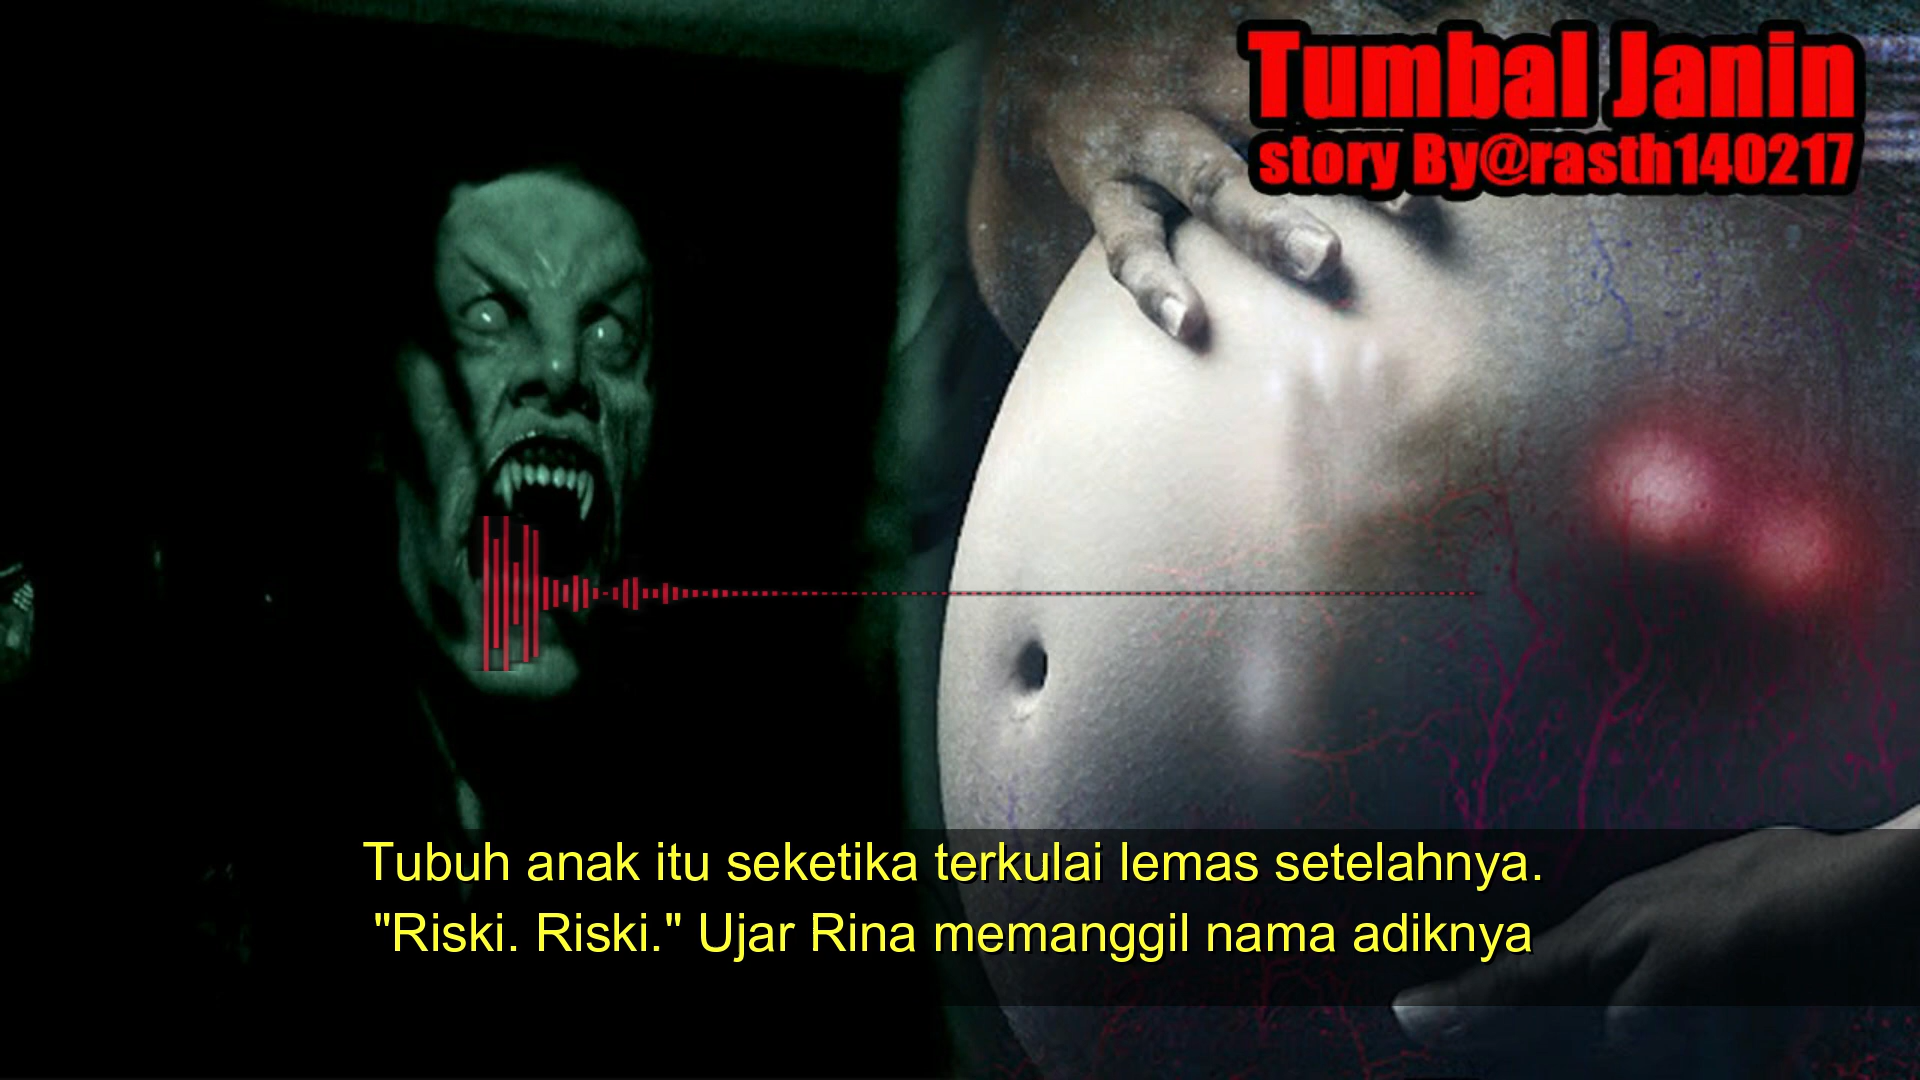 Tumbal Janin
story By@rasth140217
Tubuh anak itu seketika terkulai lemas setelahnya.
"Riski. Riski." Ujar Rina memanggil nama adiknya